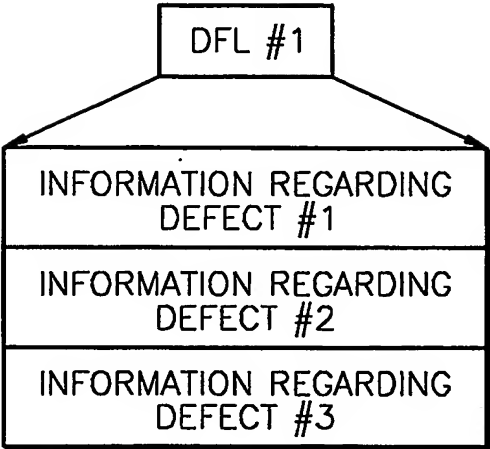 DFL #1
INFORMATION REGARDING
DEFECT #1
INFORMATION REGARDING
DEFECT #2
INFORMATION REGARDING
DEFECT #3